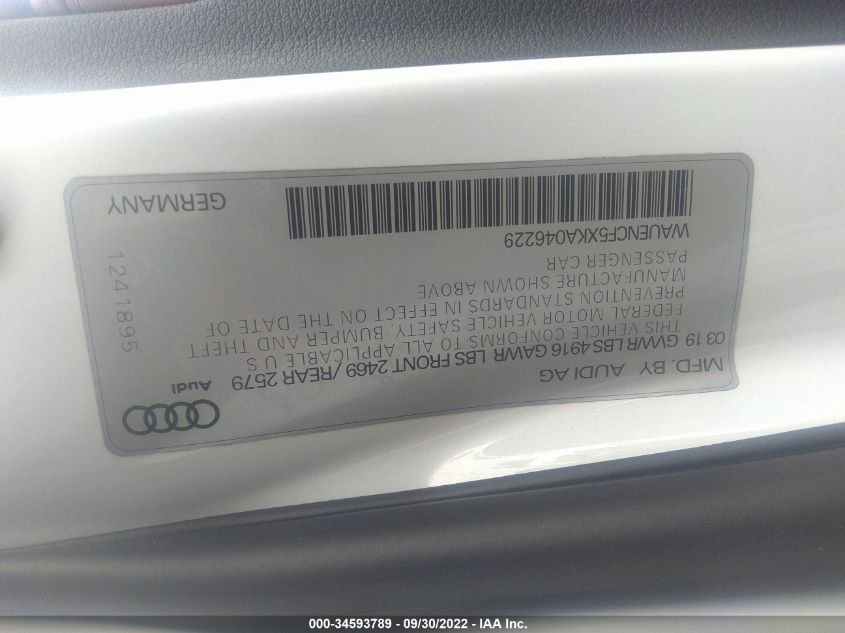 MFD. BY AUDI AG
03 19 GVWR LBS 4916 GAWR LBS FRONT 2469 / REAR 2579
THIS VEHICLE CONFORMS TO ALL APPLICABLE U S
FEDERAL MOTOR VEHICLE SAFETY, BUMPER AND THEFT
PREVENTION STANDARDS IN EFFECT ON THE DATE OF
MANUFACTURE SHOWN ABOVE
PASSENGER CAR
WAUENCF5XKA046229
Audi
1241895
GERMANY
000-34593789 - 09/30/2022 - IAA Inc.